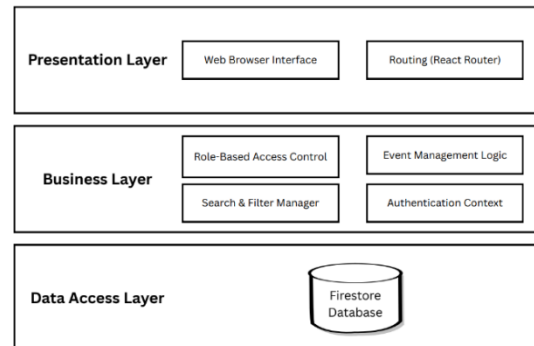 Presentation Layer
Web Browser Interface
Routing (React Router)
Business Layer
Role-Based Access Control
Event Management Logic
Search & Filter Manager
Authentication Context
Data Access Layer
Firestore
Database